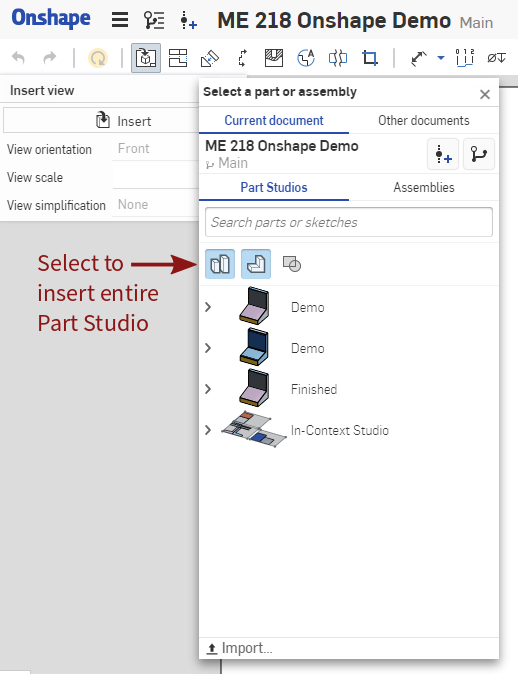 Onshape ME 218 Onshape Demo Main
Insert view
Insert
View orientation Front
View scale
View simplification None
Select a part or assembly
Current document Other documents
ME 218 Onshape Demo
Main
Part Studios Assemblies
Search parts or sketches
Select to
insert entire
Part Studio
Demo
Demo
Finished
In-Context Studio
Import...